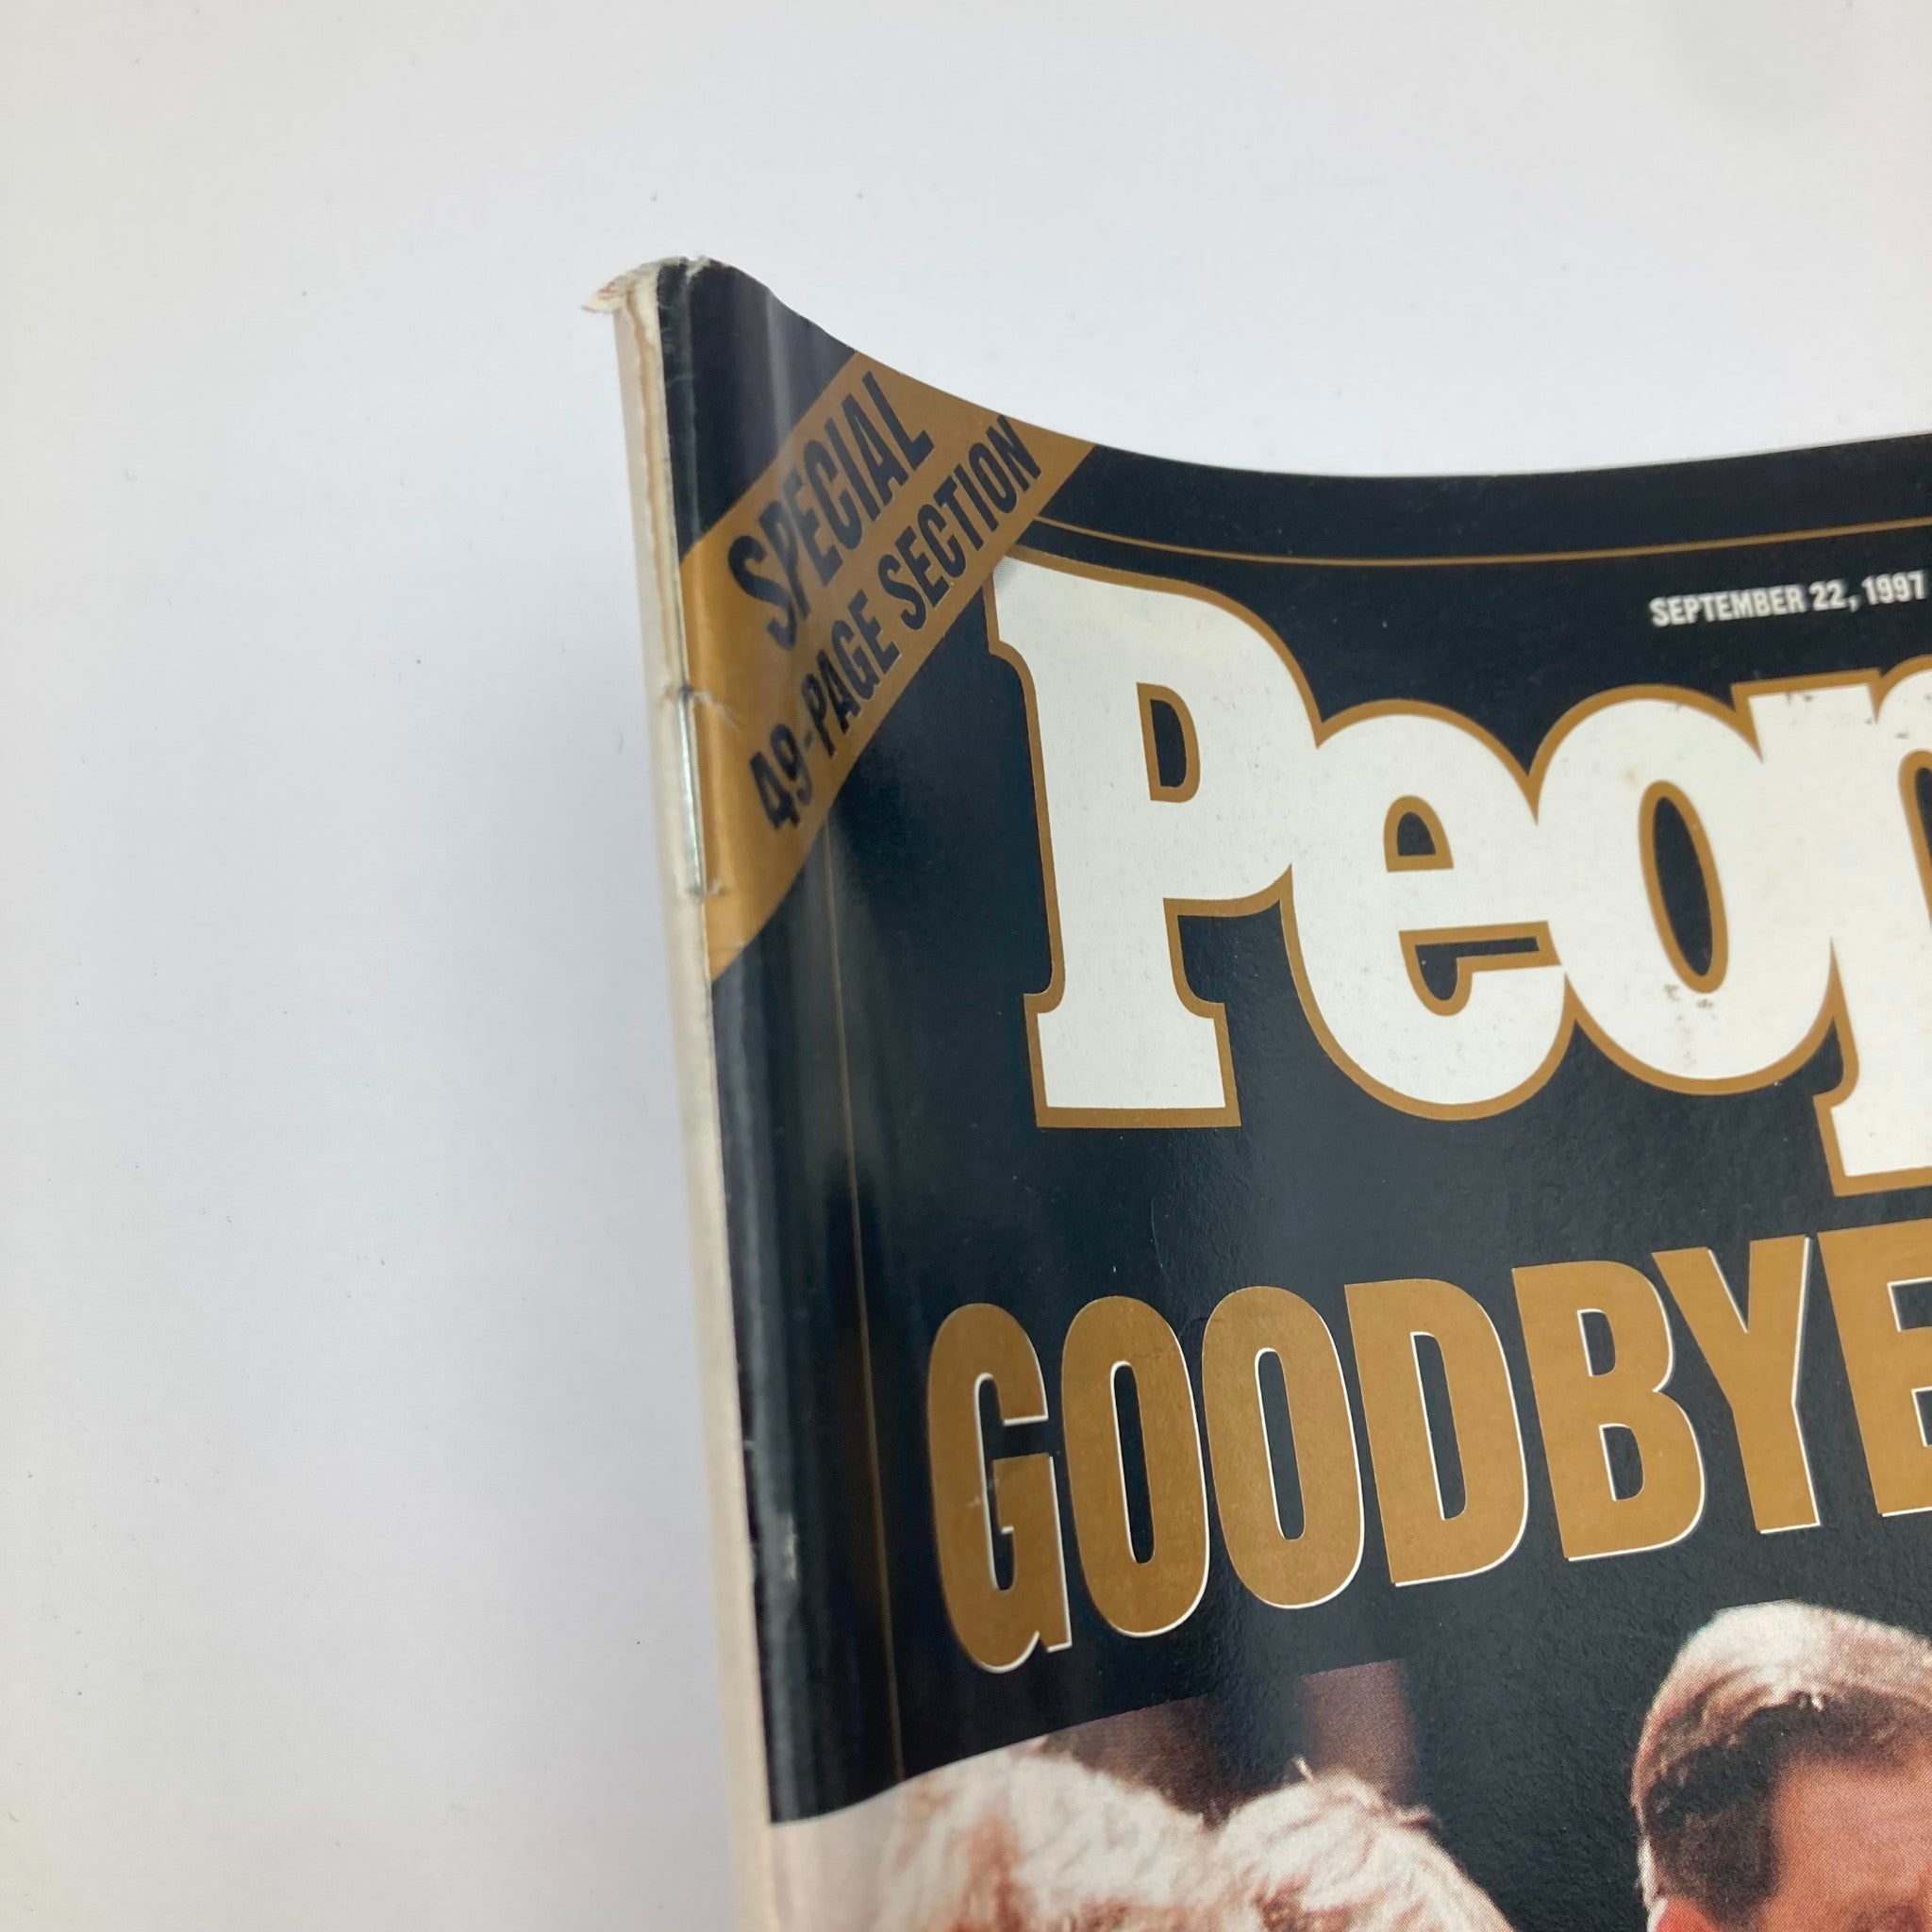 SPECIAL
49-PAGE SECTION
SEPTEMBER 22, 1997
Peop
GOODBYE